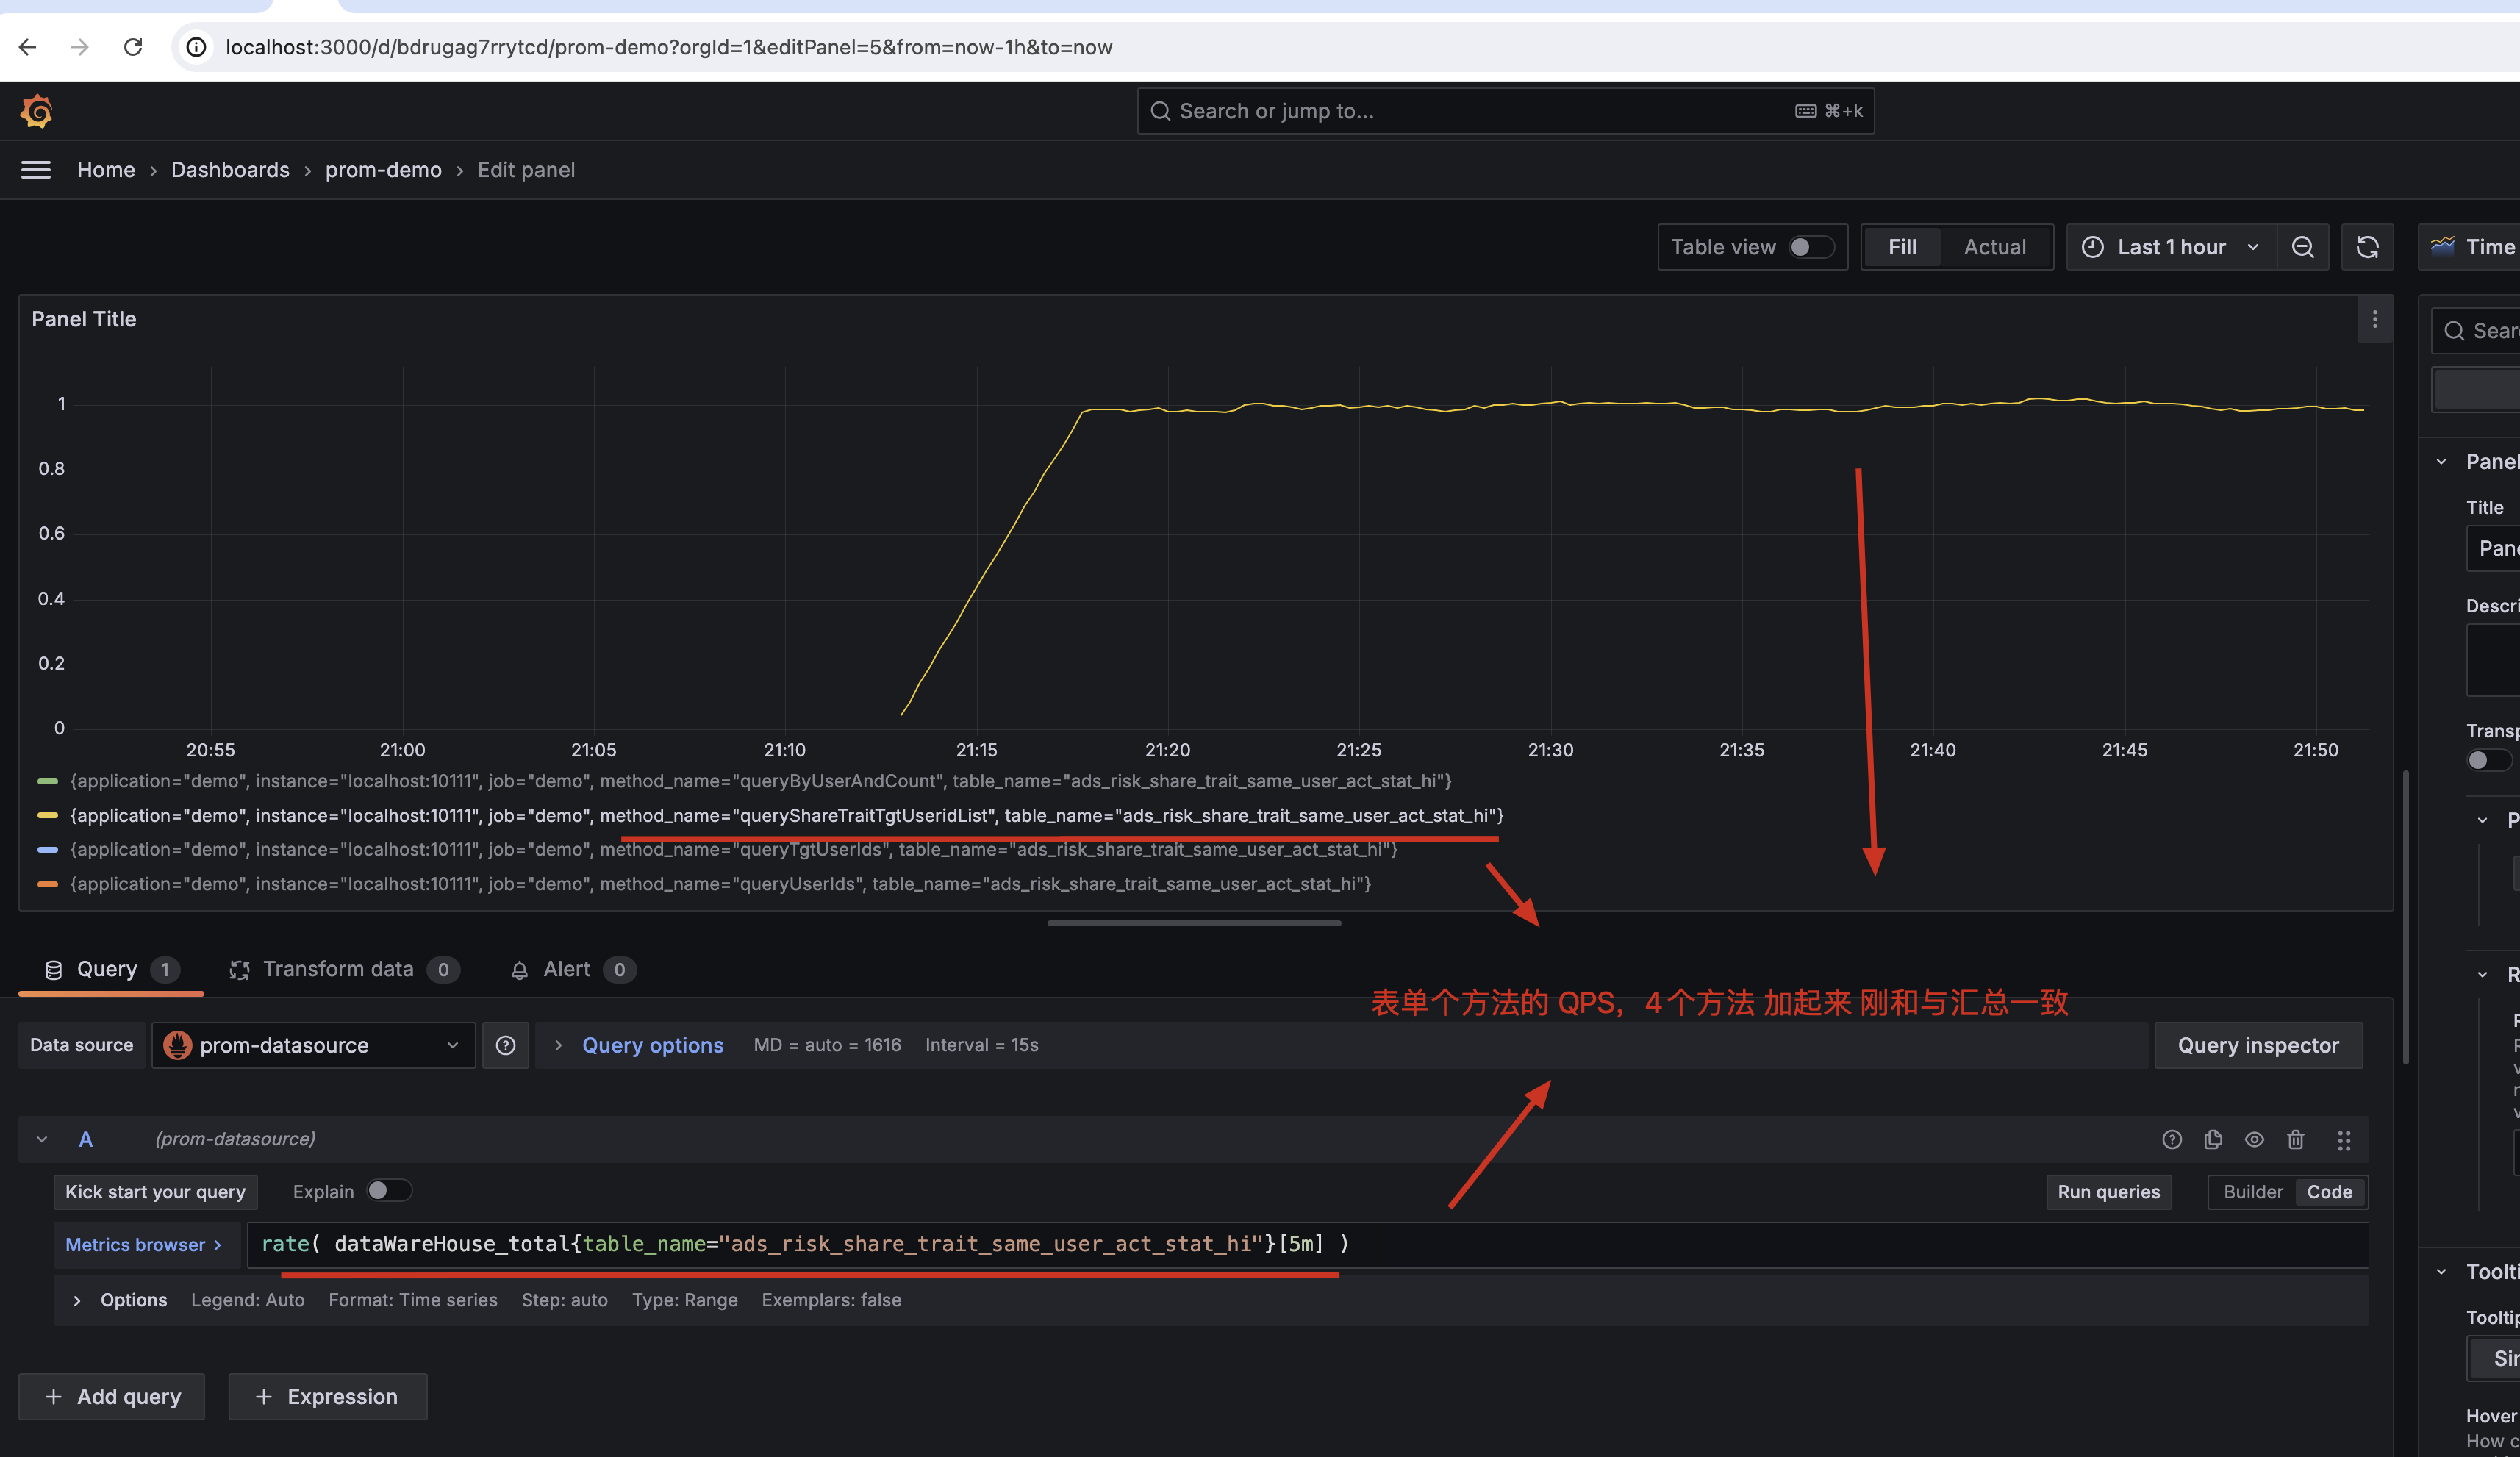 localhost:3000/d/bdrugag7rrytcd/prom-demo?orgId=1&editPanel=5&from=now-1h&to=now
Search or jump to... ⌘+k
Home › Dashboards › prom-demo › Edit panel
Table view Fill Actual Last 1 hour Time
Panel Title
Sear
1
0.8
0.6
0.4
0.2
0
20:55 21:00 21:05 21:10 21:15 21:20 21:25 21:30 21:35 21:40 21:45 21:50
{application="demo", instance="localhost:10111", job="demo", method_name="queryByUserAndCount", table_name="ads_risk_share_trait_same_user_act_stat_hi"}
{application="demo", instance="localhost:10111", job="demo", method_name="queryShareTraitTgtUseridList", table_name="ads_risk_share_trait_same_user_act_stat_hi"}
{application="demo", instance="localhost:10111", job="demo", method_name="queryTgtUserIds", table_name="ads_risk_share_trait_same_user_act_stat_hi"}
{application="demo", instance="localhost:10111", job="demo", method_name="queryUserIds", table_name="ads_risk_share_trait_same_user_act_stat_hi"}
Panel
Title
Pane
Descri
Transp
P
R
Query 1 Transform data 0 Alert 0
表单个方法的 QPS，4个方法 加起来 刚和与汇总一致
Data source prom-datasource › Query options MD = auto = 1616 Interval = 15s Query inspector
A (prom-datasource)
Kick start your query Explain Run queries Builder Code
Metrics browser › rate( dataWareHouse_total{table_name="ads_risk_share_trait_same_user_act_stat_hi"}[5m] )
› Options Legend: Auto Format: Time series Step: auto Type: Range Exemplars: false
+ Add query + Expression
Toolti
Tooltip
Sin
Hover
How c